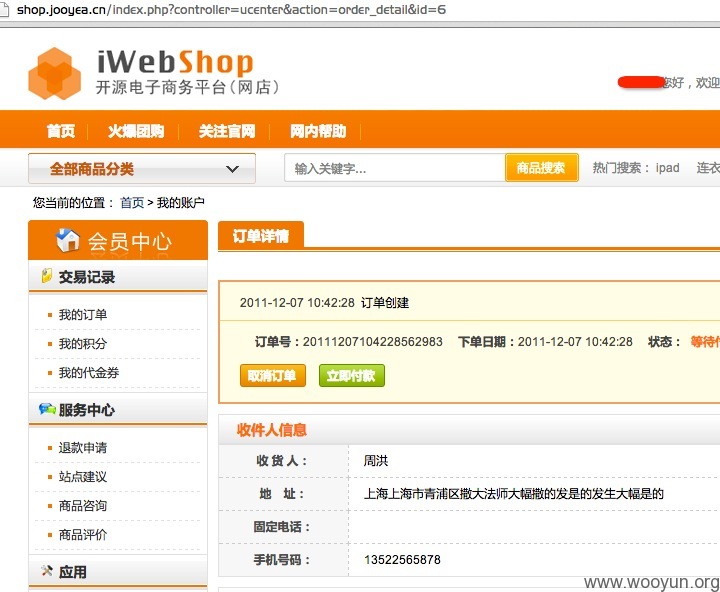 shop.jooyea.cn/index.php?controller=ucenter&action=order_detail&id=6
iWebShop
开源电子商务平台(网店)
您好，欢迎
首页 火爆团购 关注官网 网内帮助
全部商品分类 输入关键字... 商品搜索 热门搜索： ipad 连衣
您当前的位置： 首页 > 我的账户
会员中心
订单详情
交易记录
我的订单
我的积分
我的代金券
服务中心
退款申请
站点建议
商品咨询
商品评价
应用
2011-12-07 10:42:28 订单创建
订单号：20111207104228562983 下单日期：2011-12-07 10:42:28 状态： 等待付
取消订单 立即付款
收件人信息
收 货 人： 周洪
地 址： 上海上海市青浦区撒大法师大幅撒的发是的发生大幅是的
固定电话：
手机号码： 13522565878
www.wooyun.org